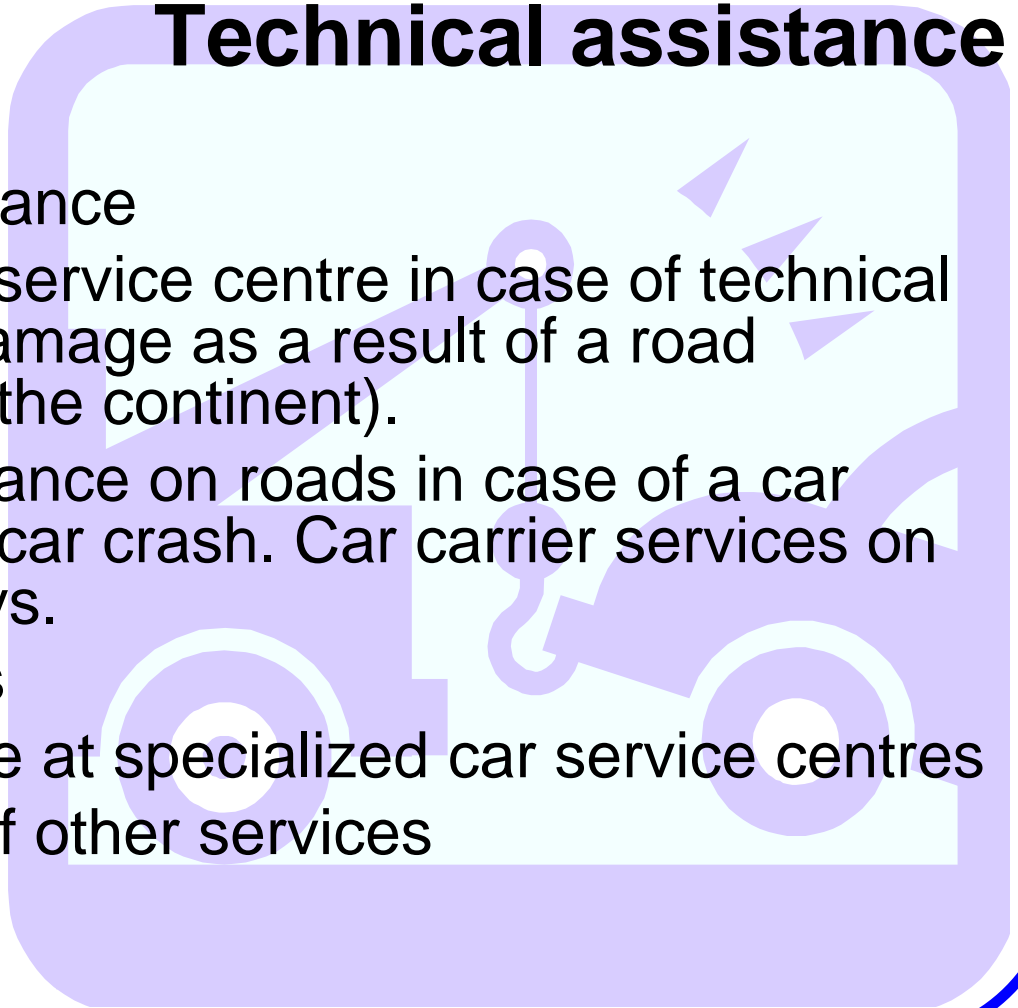 Technical assistance
ance
service centre in case of technical
amage as a result of a road
the continent).
ance on roads in case of a car
car crash. Car carrier services on
ys.
s
e at specialized car service centres
f other services